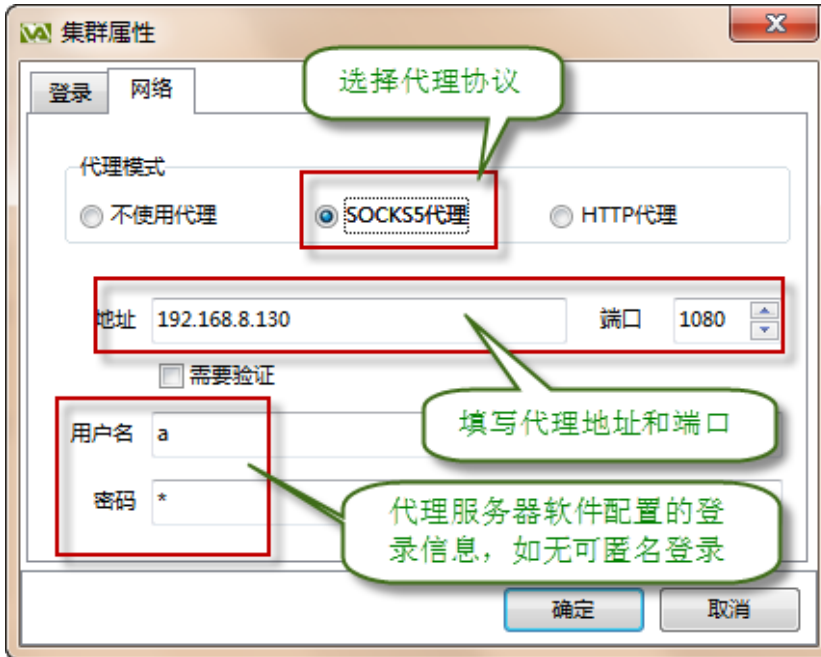 集群属性
登录 网络
选择代理协议
代理模式
不使用代理 SOCKS5代理 HTTP代理
地址 192.168.8.130 端口 1080
需要验证
填写代理地址和端口
用户名 a
密码 *
代理服务器软件配置的登
录信息，如无可匿名登录
确定 取消